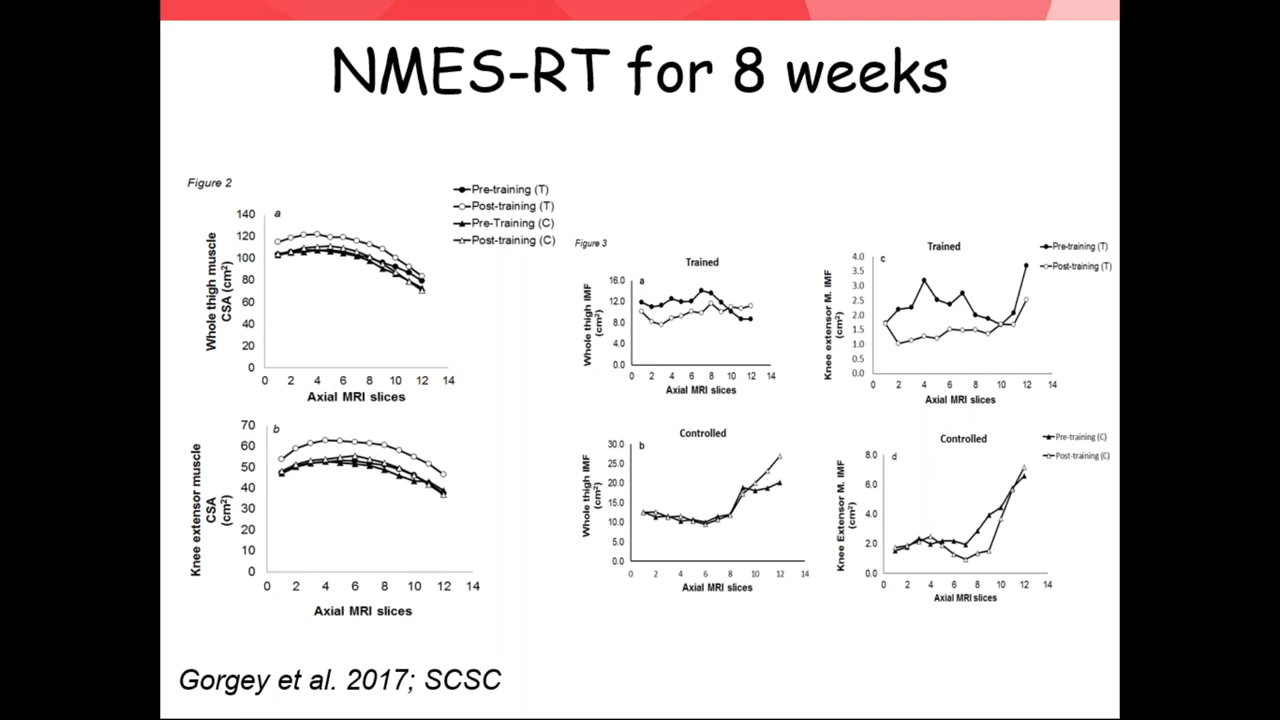 NMES-RT for 8 weeks
Figure 2
Pre-training (T)
Post-training (T)
Pre-Training (C)
Post-training (C)
a
Whole thigh muscle
CSA (cm²)
140
120
100
80
60
40
20
0
0 2 4 6 8 10 12 14
Axial MRI slices
b
Knee extensor muscle
CSA
(cm²)
70
60
50
40
30
20
10
0
0 2 4 6 8 10 12 14
Axial MRI slices
Figure 3
Trained
a
Whole thigh IMF
(cm²)
16.0
12.0
8.0
4.0
0.0
0 2 4 6 8 10 12 14
Axial MRI slices
Trained
Pre-training (T)
Post-training (T)
c
Knee extensor M. IMF
(cm²)
4.0
3.5
3.0
2.5
2.0
1.5
1.0
0.5
0.0
0 2 4 6 8 10 12 14
Axial MRI slices
Controlled
b
Whole thigh IMF
(cm²)
30.0
25.0
20.0
15.0
10.0
5.0
0.0
0 2 4 6 8 10 12 14
Axial MRI slices
Controlled
Pre-training (C)
Post-training (C)
d
Knee Extensor M. IMF
(cm²)
8.0
6.0
4.0
2.0
0.0
0 2 4 6 8 10 12 14
Axial MRI slices
Gorgey et al. 2017; SCSC